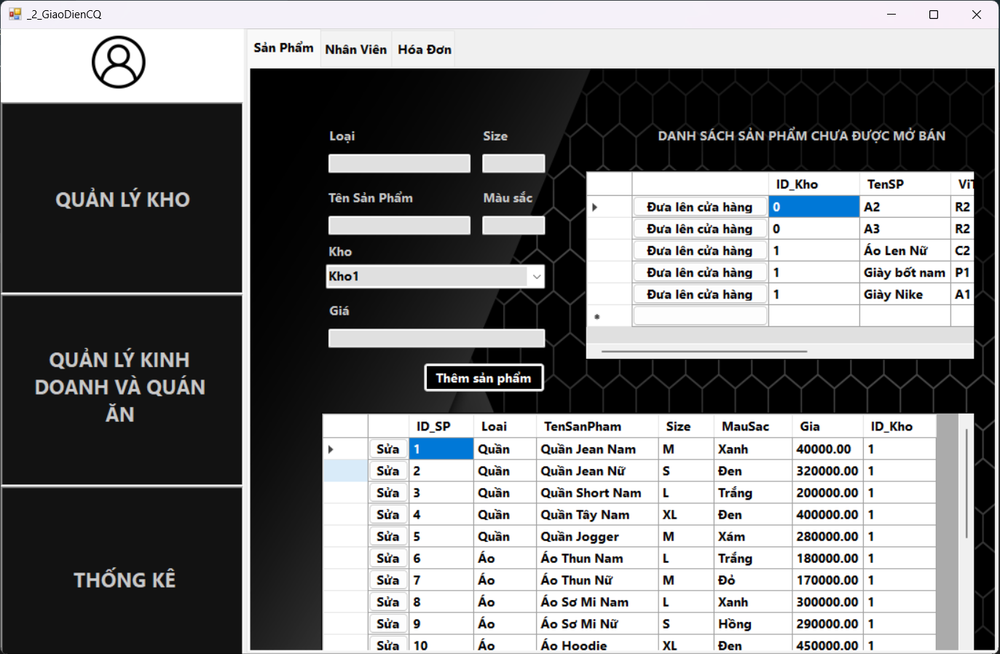 _2_GiaoDienCQ
Sản Phẩm Nhân Viên Hóa Đơn
QUẢN LÝ KHO
QUẢN LÝ KINH
DOANH VÀ QUÁN
ĂN
THỐNG KÊ
Loại Size
Tên Sản Phẩm Màu sắc
Kho
Kho1
Giá
Thêm sản phẩm
DANH SÁCH SẢN PHẨM CHƯA ĐƯỢC MỞ BÁN
ID_Kho TenSP ViT
Đưa lên cửa hàng 0 A2 R2
Đưa lên cửa hàng 0 A3 R2
Đưa lên cửa hàng 1 Áo Len Nữ C2
Đưa lên cửa hàng 1 Giày bốt nam P1
Đưa lên cửa hàng 1 Giày Nike A1
ID_SP Loai TenSanPham Size MauSac Gia ID_Kho
Sửa 1 Quần Quần Jean Nam M Xanh 40000.00 1
Sửa 2 Quần Quần Jean Nữ S Đen 320000.00 1
Sửa 3 Quần Quần Short Nam L Trắng 200000.00 1
Sửa 4 Quần Quần Tây Nam XL Đen 400000.00 1
Sửa 5 Quần Quần Jogger M Xám 280000.00 1
Sửa 6 Áo Áo Thun Nam L Trắng 180000.00 1
Sửa 7 Áo Áo Thun Nữ M Đỏ 170000.00 1
Sửa 8 Áo Áo Sơ Mi Nam L Xanh 300000.00 1
Sửa 9 Áo Áo Sơ Mi Nữ S Hồng 290000.00 1
Sửa 10 Áo Áo Hoodie XL Đen 450000.00 1